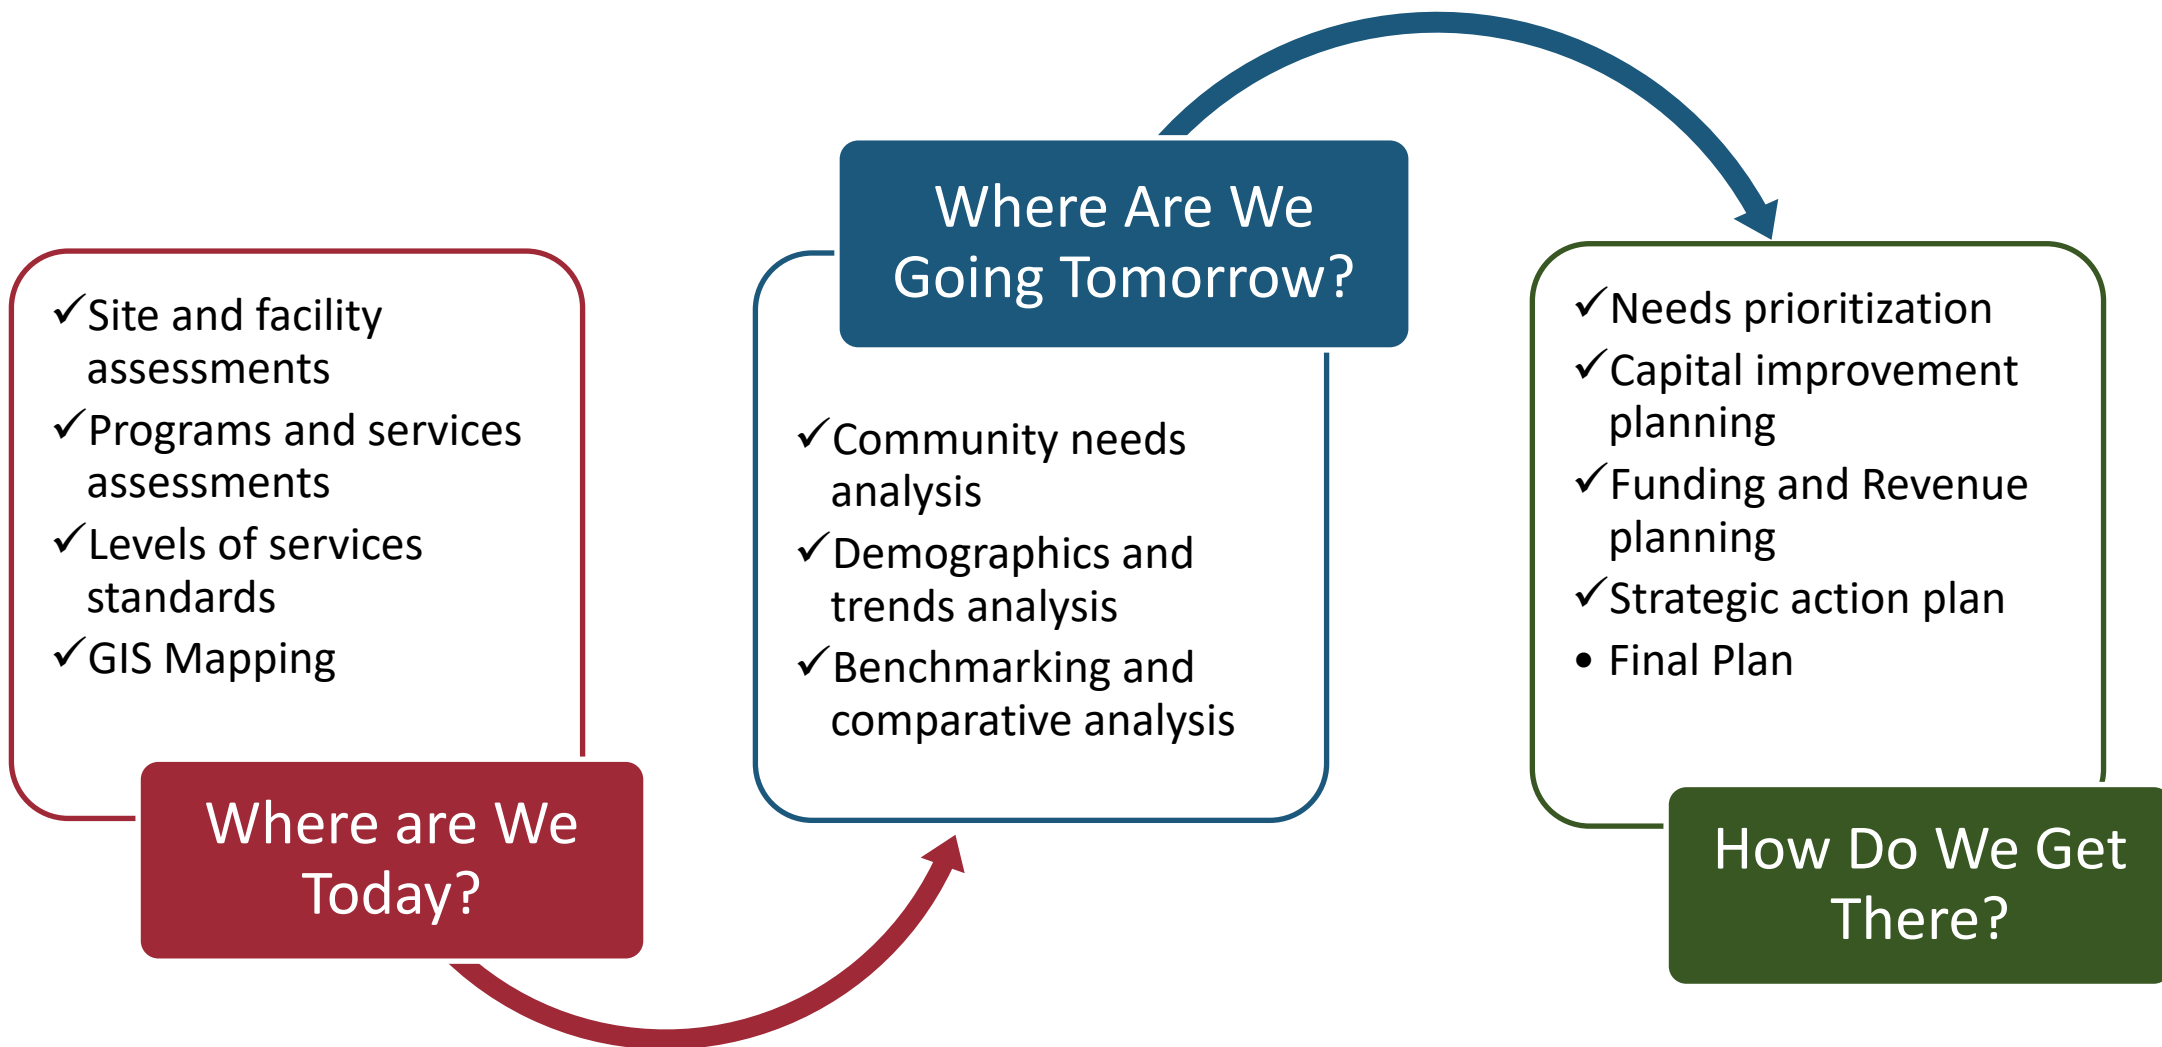 ✓Site and facility
assessments
✓Programs and services
assessments
✓Levels of services
standards
✓GIS Mapping
Where are We
Today?
Where Are We
Going Tomorrow?
✓Community needs
analysis
✓Demographics and
trends analysis
✓Benchmarking and
comparative analysis
✓Needs prioritization
✓Capital improvement
planning
✓Funding and Revenue
planning
✓Strategic action plan
• Final Plan
How Do We Get
There?